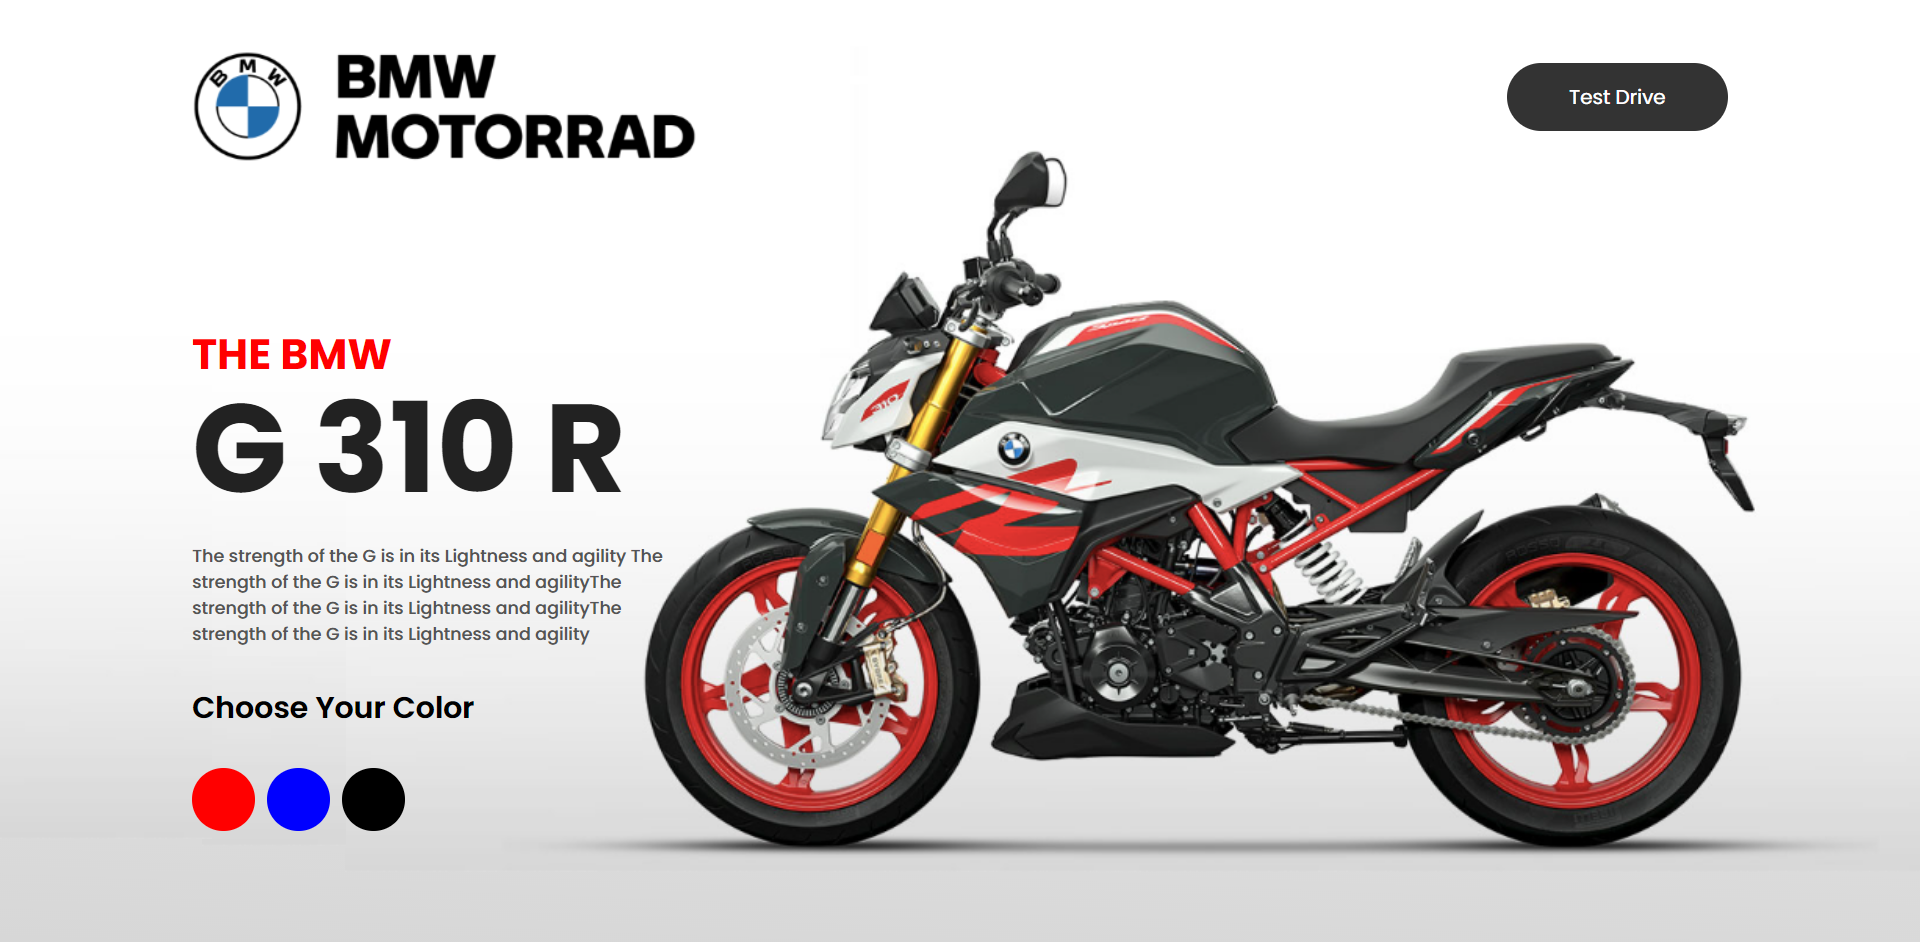 BMW
BMW
MOTORRAD
Test Drive
THE BMW
G 310 R
The strength of the G is in its Lightness and agility The
strength of the G is in its Lightness and agilityThe
strength of the G is in its Lightness and agilityThe
strength of the G is in its Lightness and agility
Choose Your Color
310